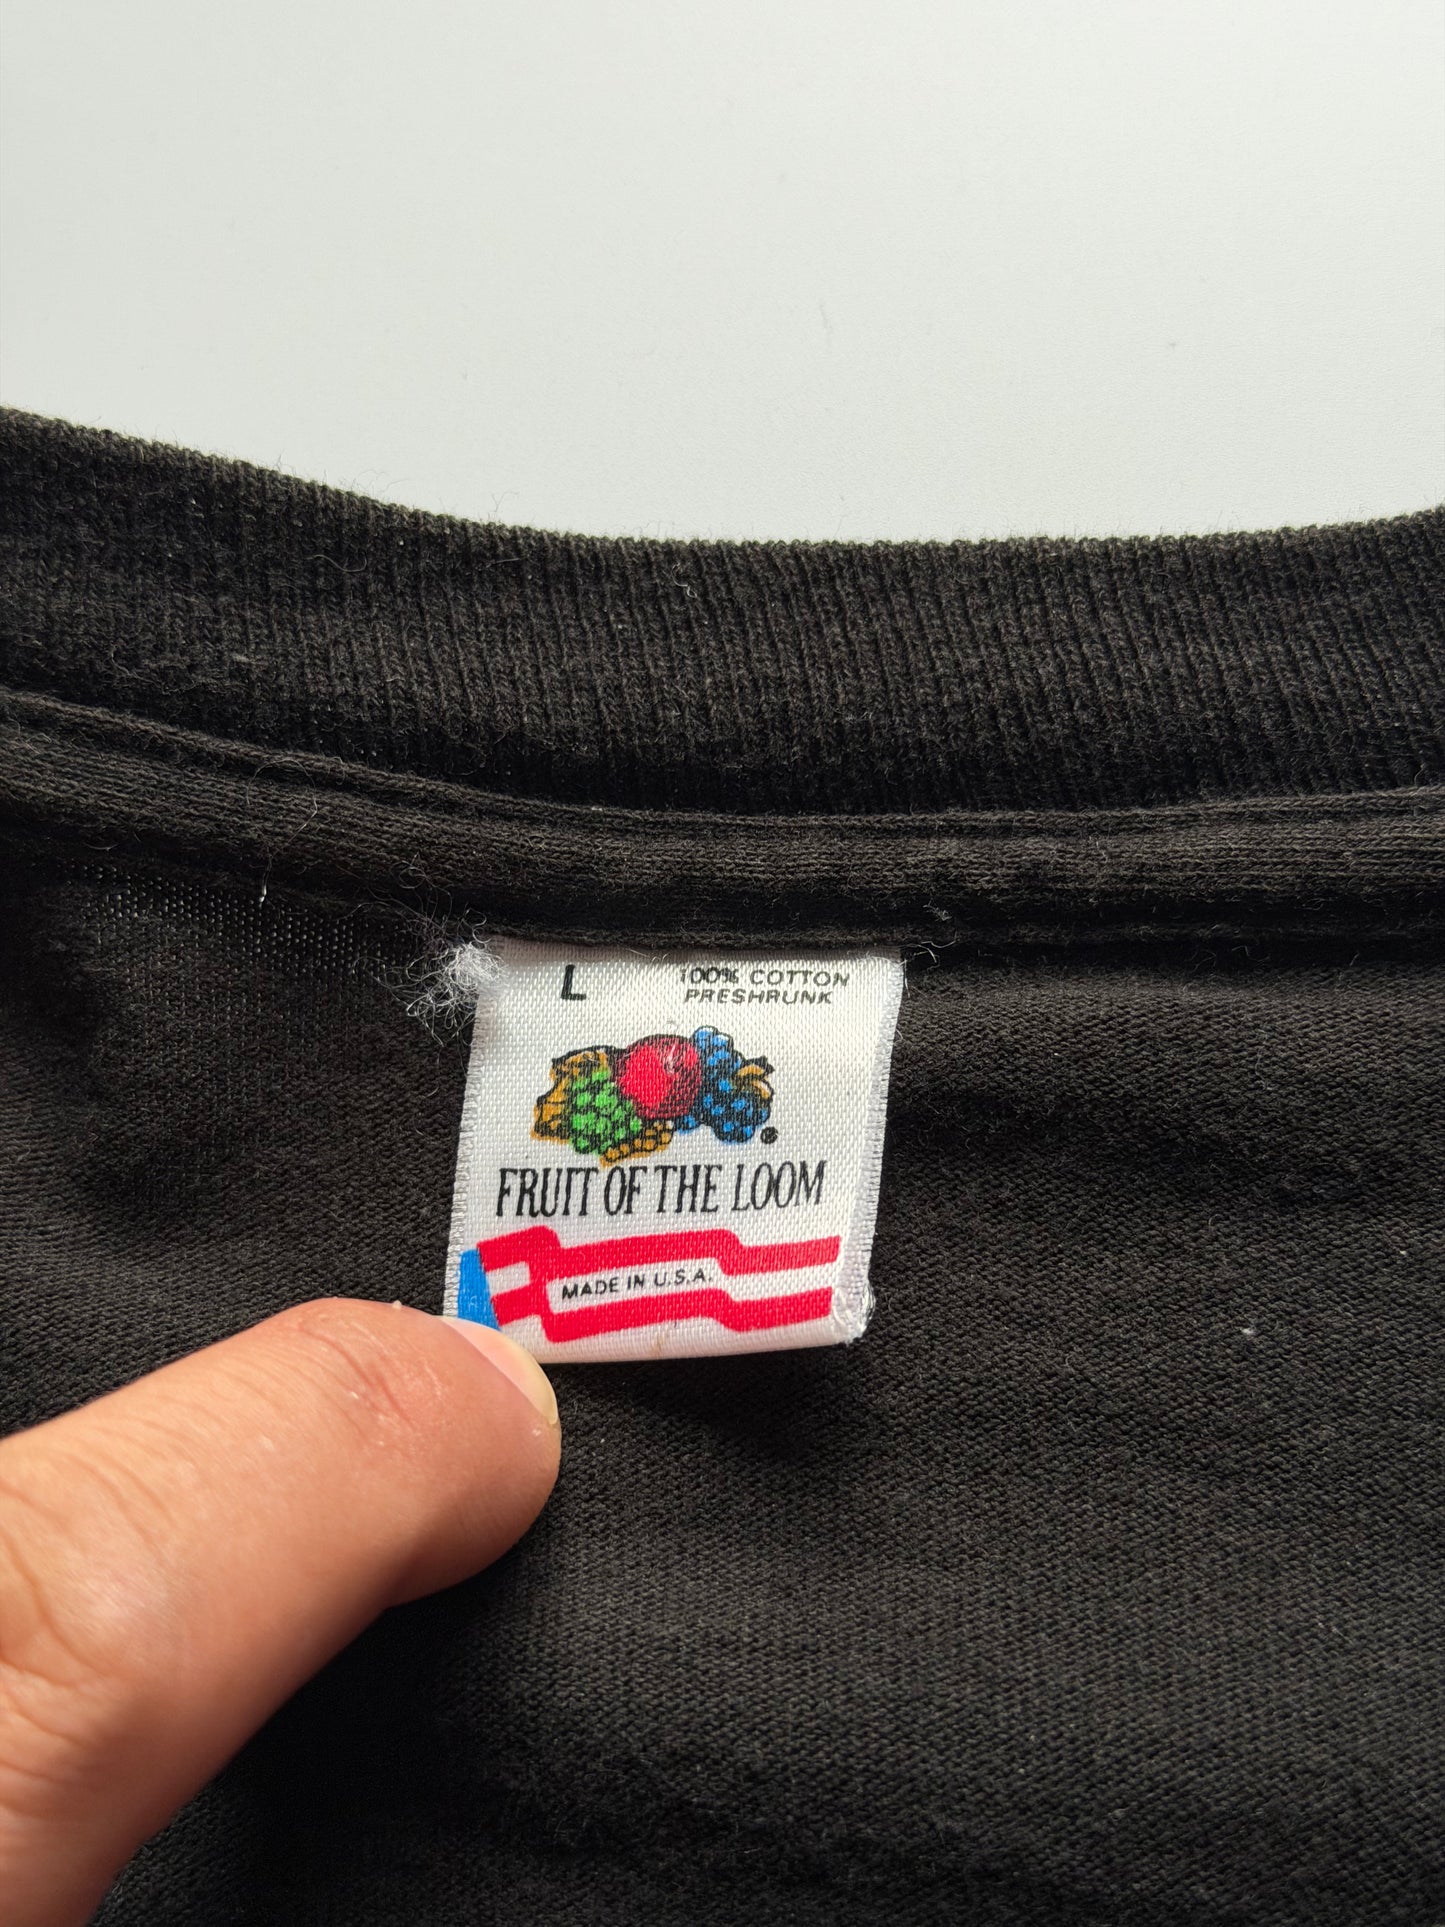 L
100% COTTON
PRESHRUNK
FRUIT OF THE LOOM
MADE IN U.S.A.